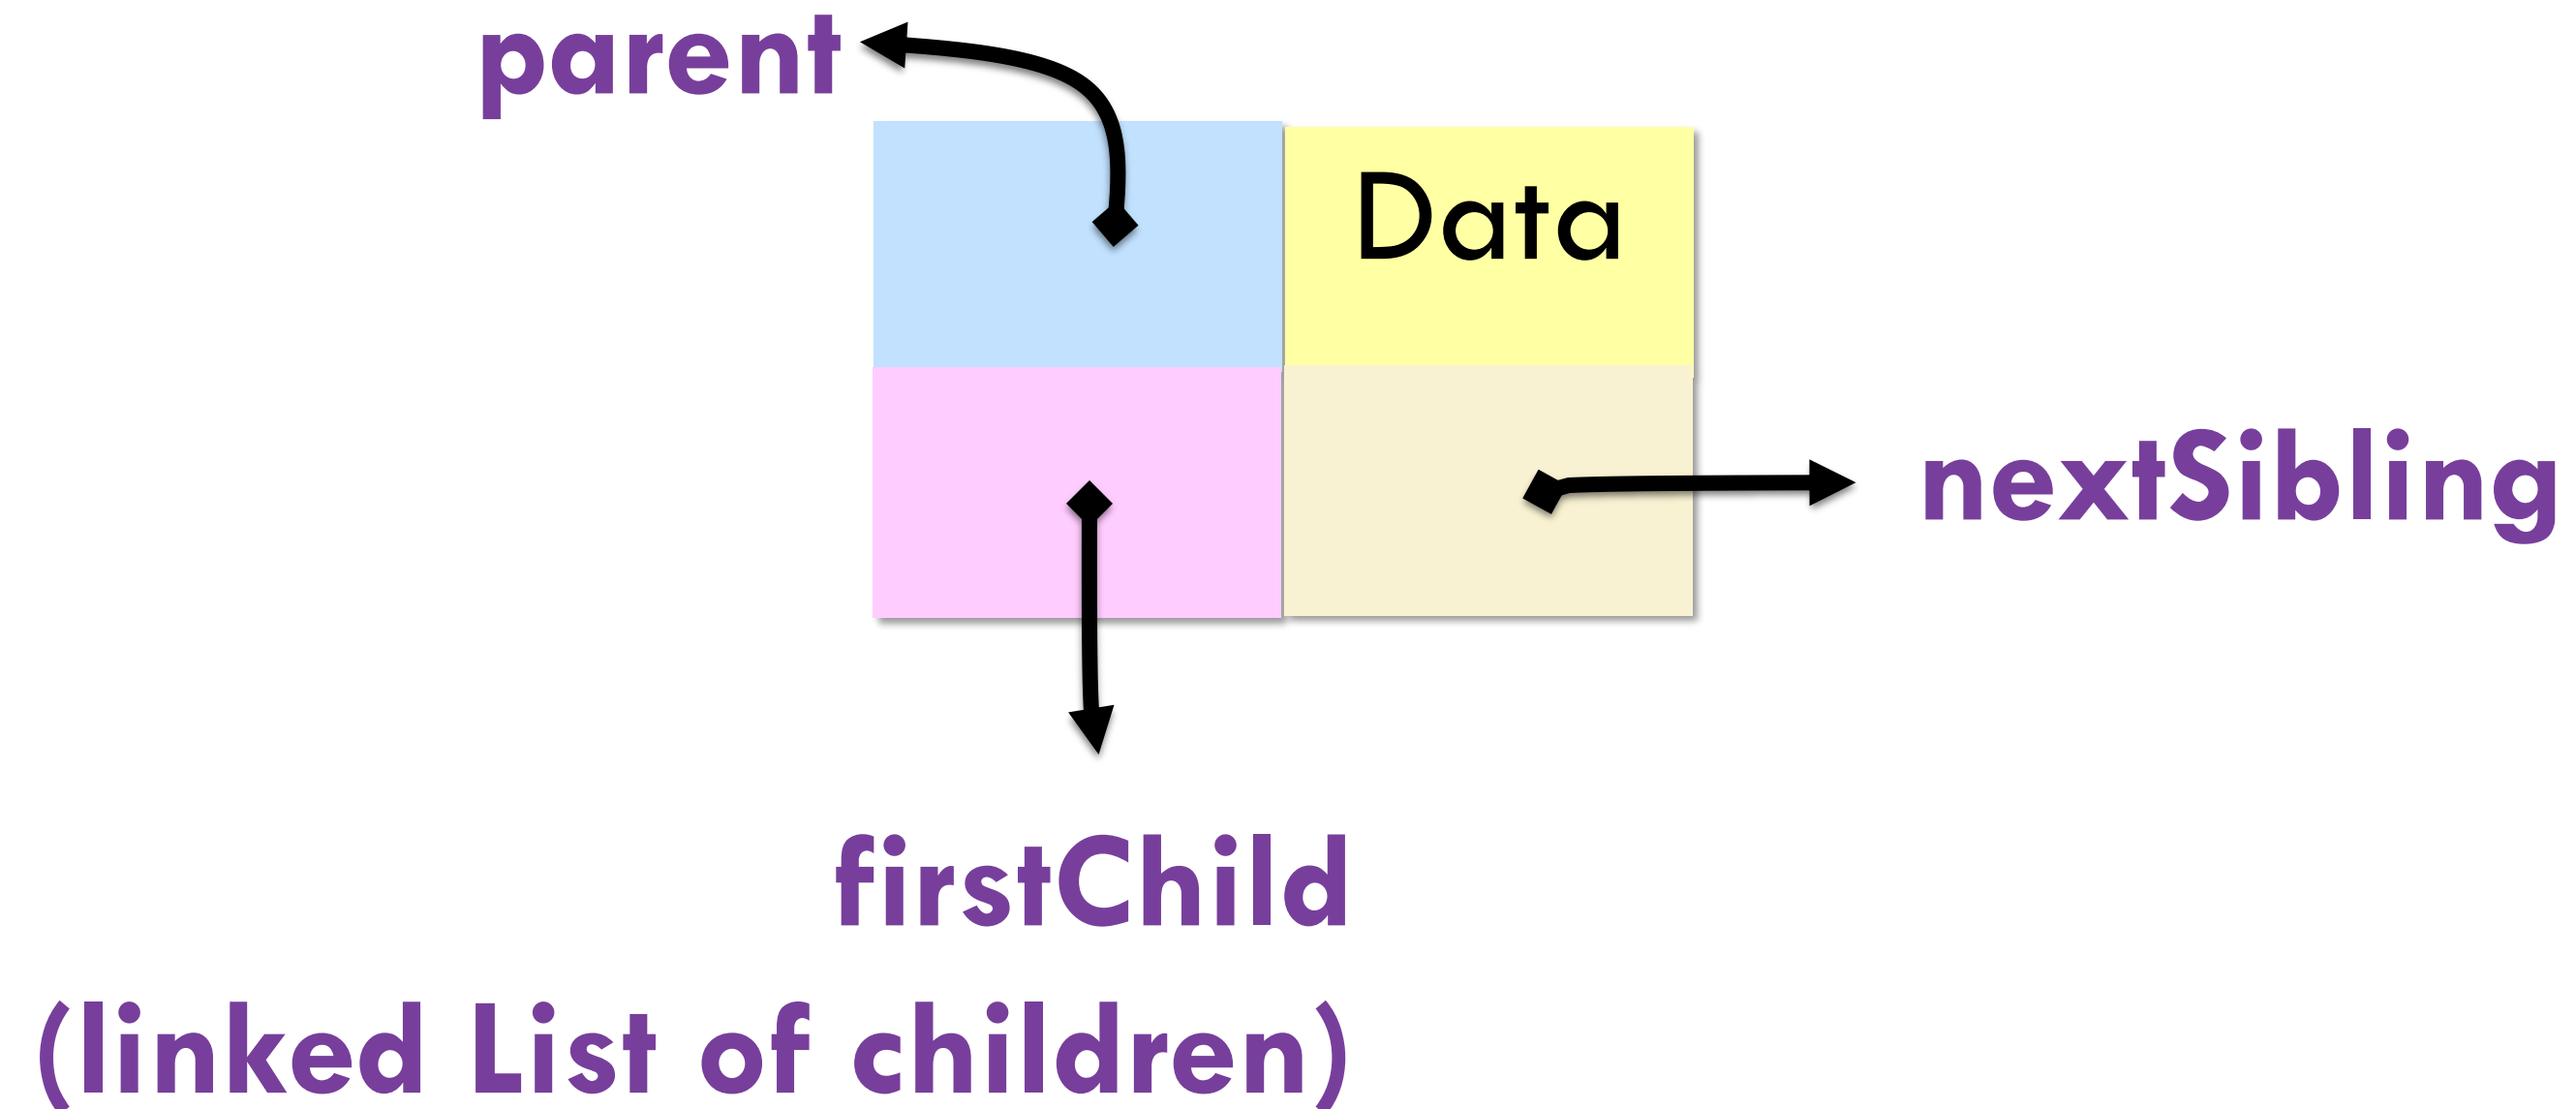 parent
Data
nextSibling
firstChild
(linked List of children)